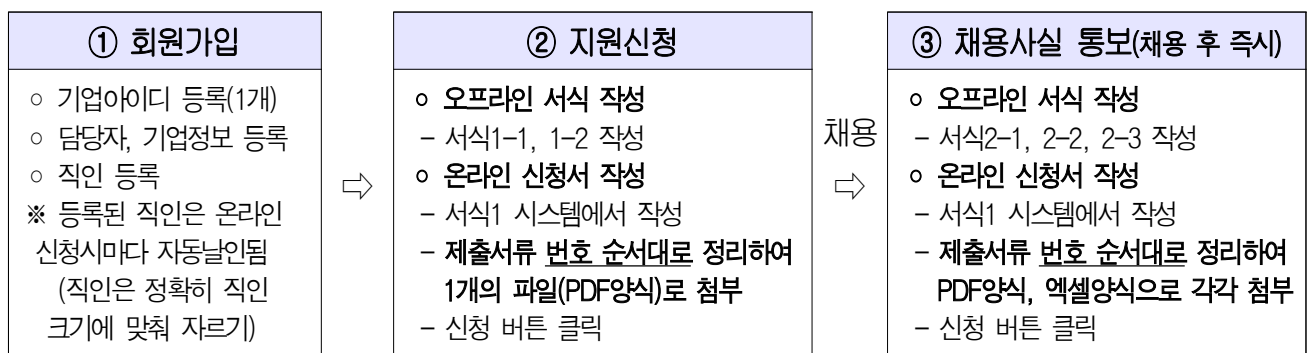 ① 회원가입
○ 기업아이디 등록(1개)
○ 담당자, 기업정보 등록
○ 직인 등록
※ 등록된 직인은 온라인
신청시마다 자동날인됨
(직인은 정확히 직인
크기에 맞춰 자르기)
⇨
② 지원신청
○ 오프라인 서식 작성
– 서식1–1, 1–2 작성
○ 온라인 신청서 작성
– 서식1 시스템에서 작성
– 제출서류 번호 순서대로 정리하여
1개의 파일(PDF양식)로 첨부
– 신청 버튼 클릭
채용
⇨
③ 채용사실 통보(채용 후 즉시)
○ 오프라인 서식 작성
– 서식2–1, 2–2, 2–3 작성
○ 온라인 신청서 작성
– 서식1 시스템에서 작성
– 제출서류 번호 순서대로 정리하여
PDF양식, 엑셀양식으로 각각 첨부
– 신청 버튼 클릭